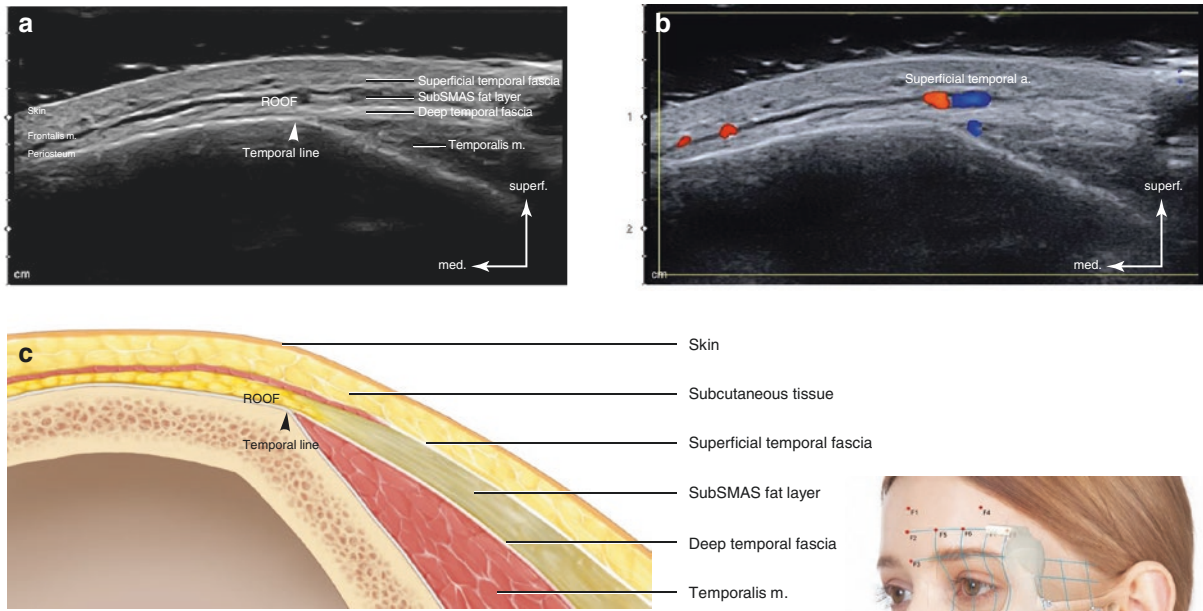 a
Superficial temporal fascia
SubSMAS fat layer
ROOF
Deep temporal fascia
Skin
Frontalis m.
Periosteum
Temporal line
Temporalis m.
superf.
med.
cm
b
Superficial temporal a.
1
2
superf.
med.
cm
c
Skin
Subcutaneous tissue
ROOF
Temporal line
Superficial temporal fascia
SubSMAS fat layer
Deep temporal fascia
Temporalis m.
F1
F4
F2
F5
F6
F3